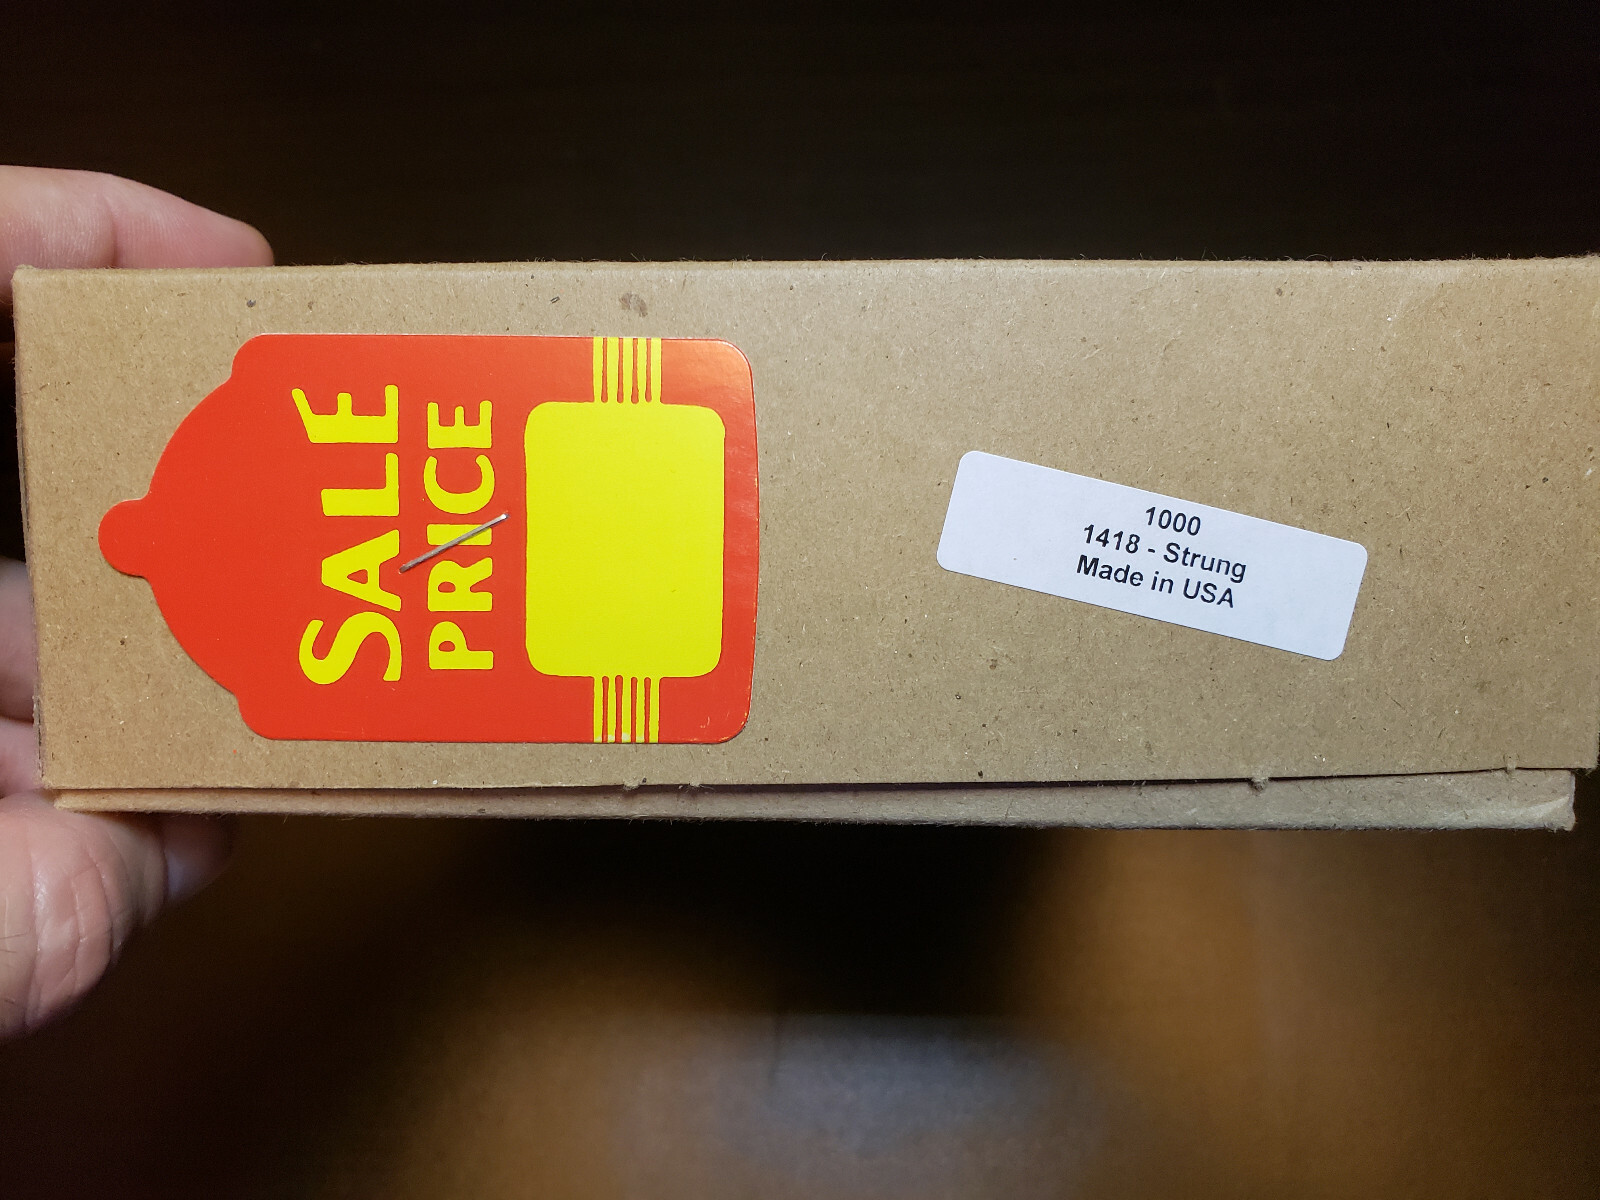 SALE
PRICE
1000
1418 - Strung
Made in USA